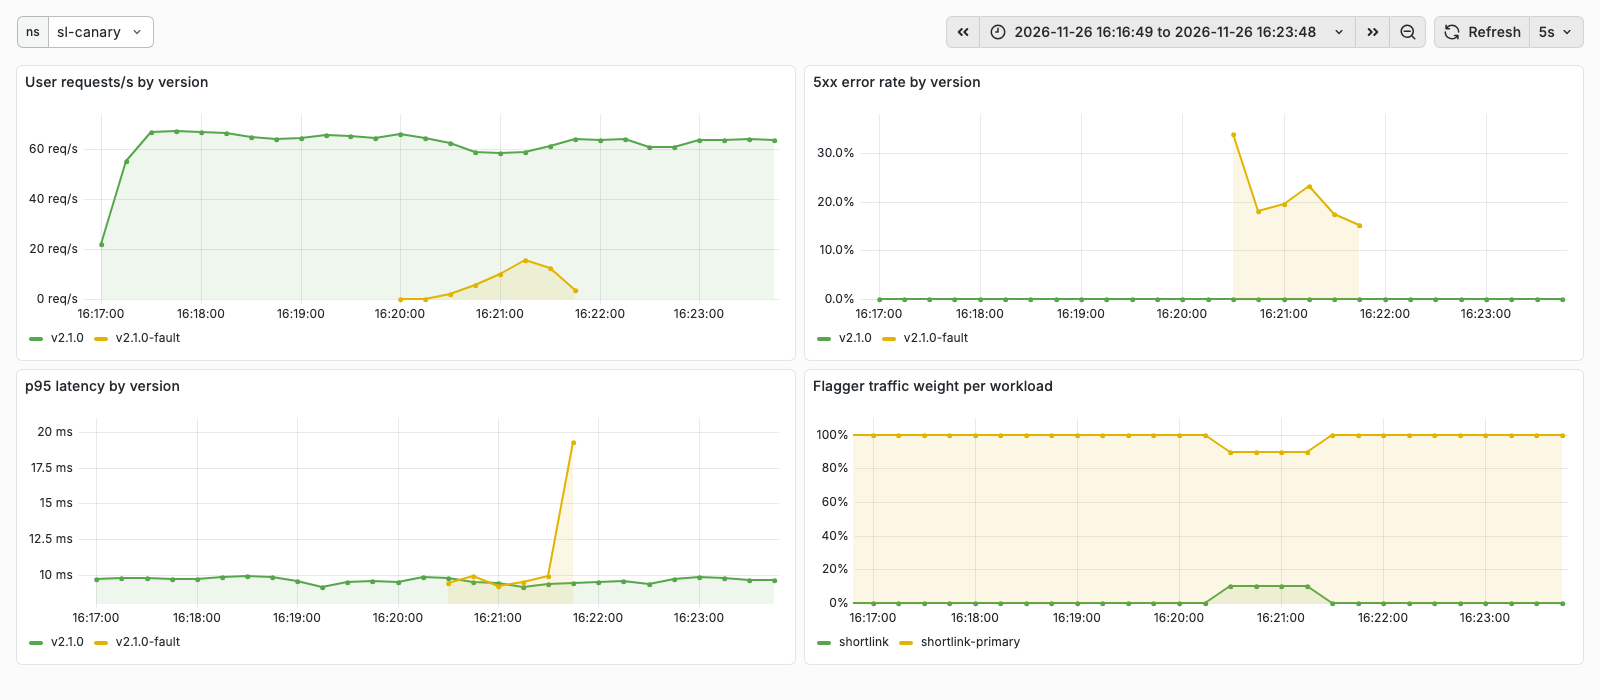 ns sl-canary 2026-11-26 16:16:49 to 2026-11-26 16:23:48 Refresh 5s
User requests/s by version
60 req/s
40 req/s
20 req/s
0 req/s
16:17:00 16:18:00 16:19:00 16:20:00 16:21:00 16:22:00 16:23:00
v2.1.0 v2.1.0-fault
5xx error rate by version
30.0%
20.0%
10.0%
0.0%
16:17:00 16:18:00 16:19:00 16:20:00 16:21:00 16:22:00 16:23:00
v2.1.0 v2.1.0-fault
p95 latency by version
20 ms
17.5 ms
15 ms
12.5 ms
10 ms
16:17:00 16:18:00 16:19:00 16:20:00 16:21:00 16:22:00 16:23:00
v2.1.0 v2.1.0-fault
Flagger traffic weight per workload
100%
80%
60%
40%
20%
0%
16:17:00 16:18:00 16:19:00 16:20:00 16:21:00 16:22:00 16:23:00
shortlink shortlink-primary